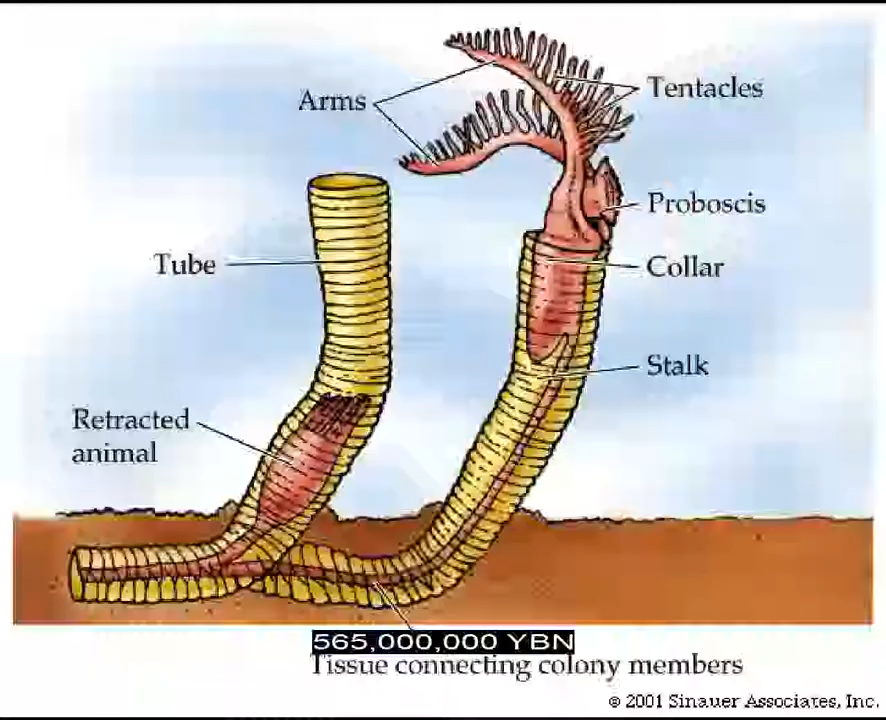 Arms
Tentacles
Proboscis
Tube
Collar
Stalk
Retracted
animal
565,000,000 YBN
Tissue connecting colony members
© 2001 Sinauer Associates, Inc.